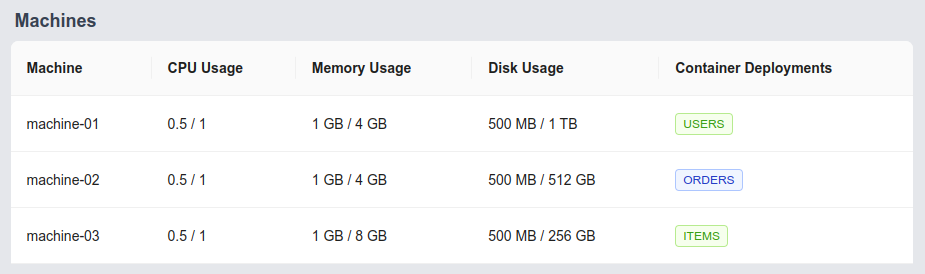 Machines
Machine CPU Usage Memory Usage Disk Usage Container Deployments
machine-01 0.5 / 1 1 GB / 4 GB 500 MB / 1 TB USERS
machine-02 0.5 / 1 1 GB / 4 GB 500 MB / 512 GB ORDERS
machine-03 0.5 / 1 1 GB / 8 GB 500 MB / 256 GB ITEMS